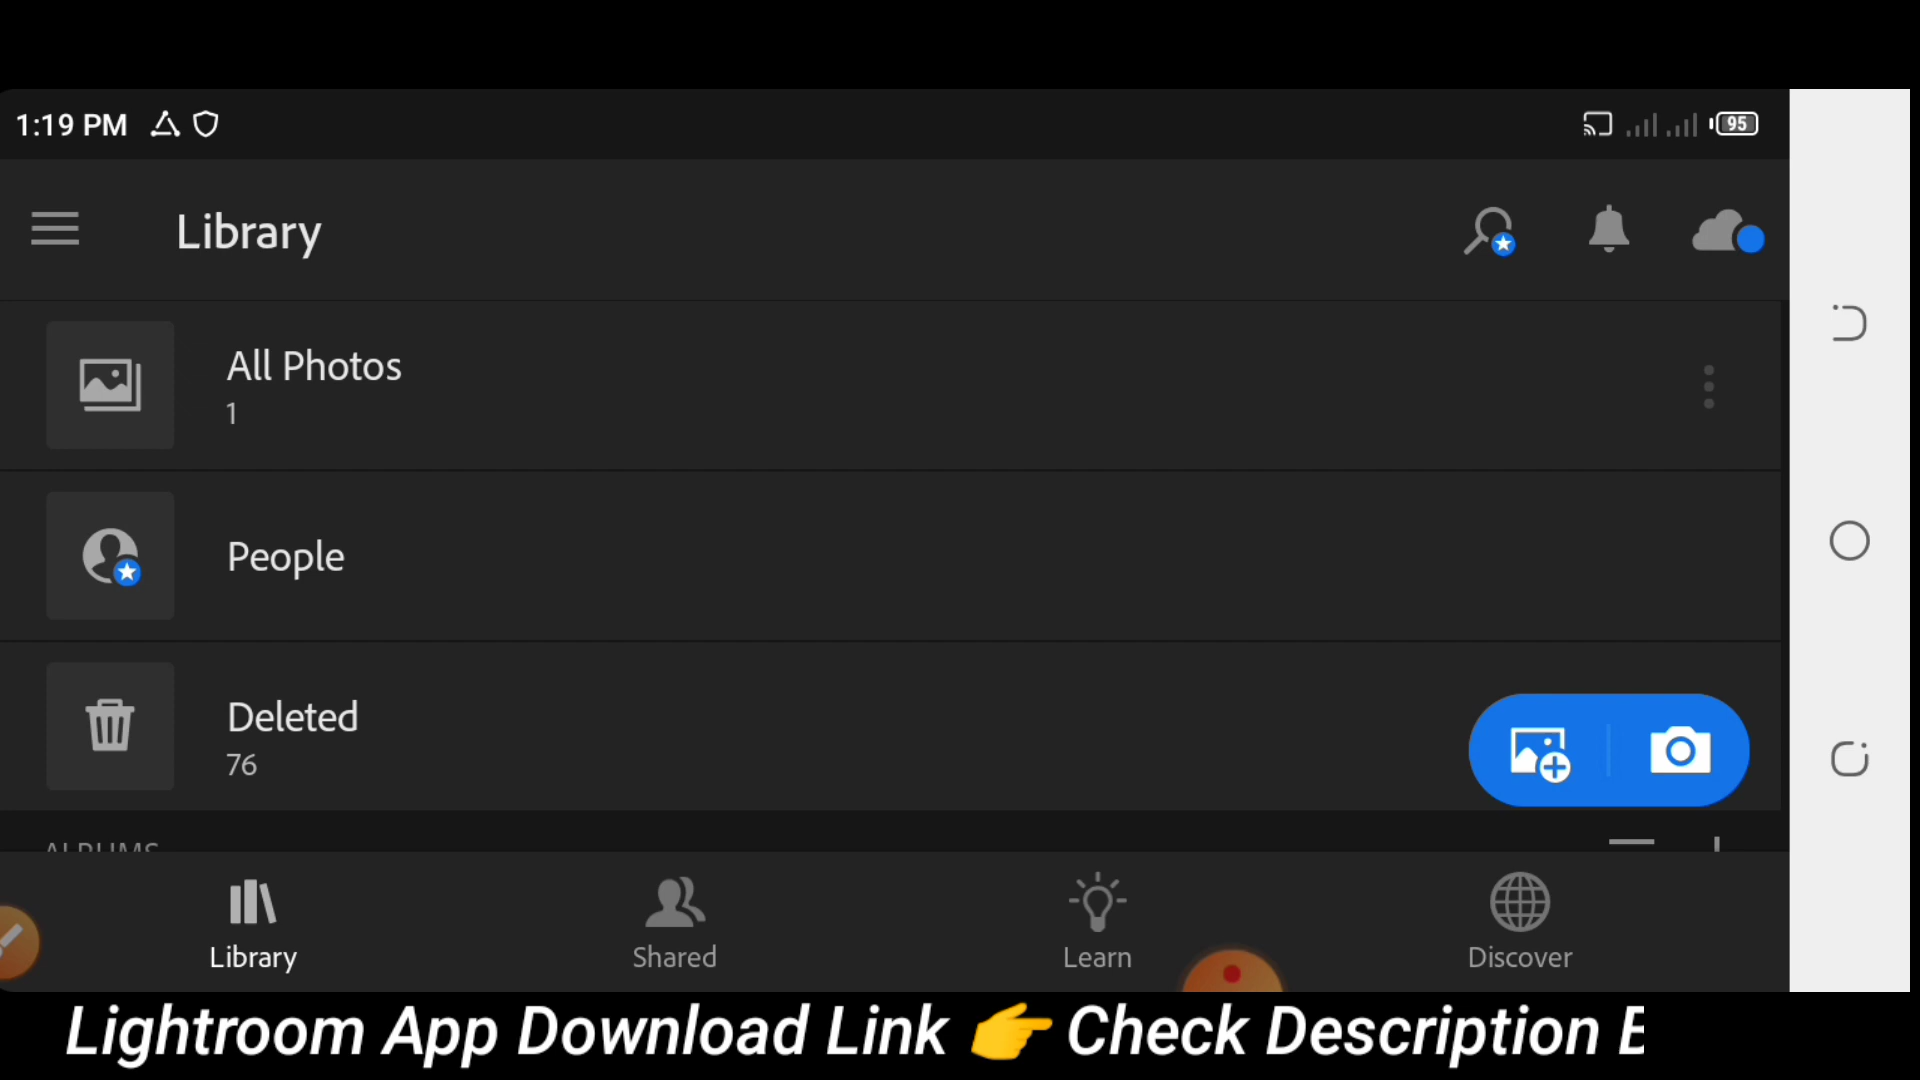 1:19 PM
95
Library
All Photos
1
People
Deleted
76
ALBUMS
Library
Shared
Learn
Discover
Lightroom App Download Link 👉 Check Description